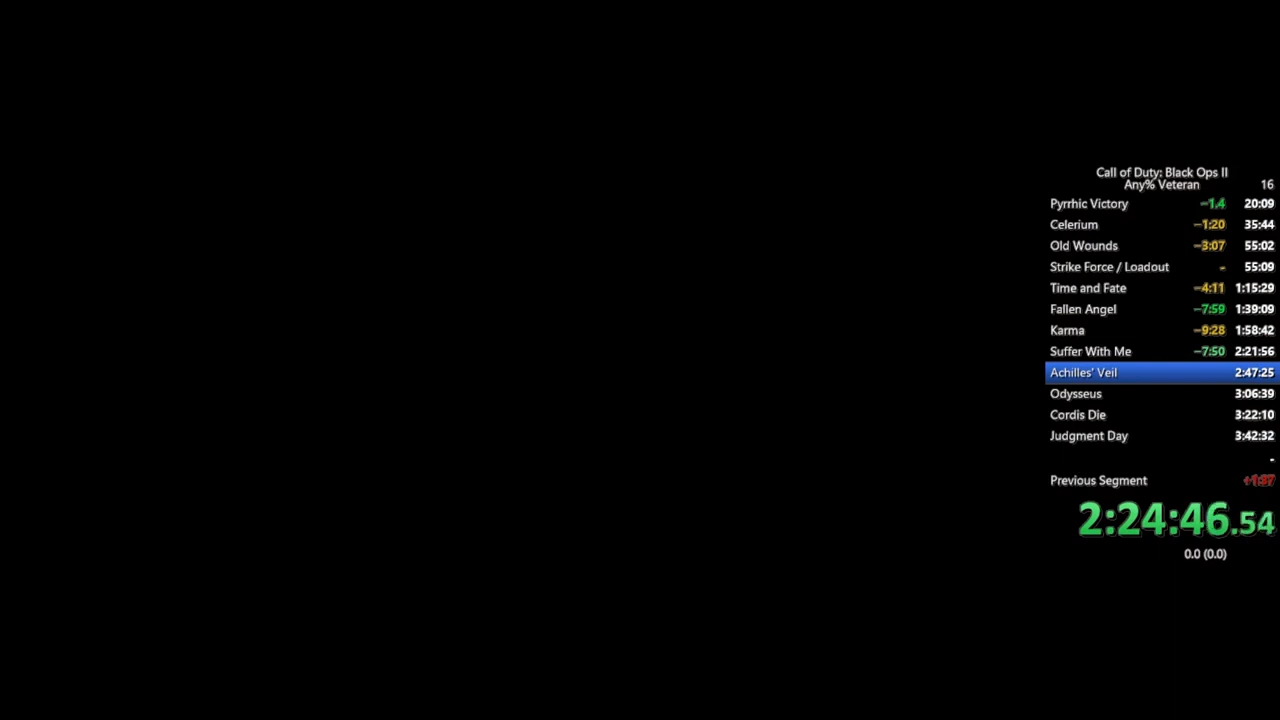 Call of Duty: Black Ops II
Any% Veteran 16
Pyrrhic Victory −1.4 20:09
Celerium −1:20 35:44
Old Wounds −3:07 55:02
Strike Force / Loadout - 55:09
Time and Fate −4:11 1:15:29
Fallen Angel −7:59 1:39:09
Karma −9:28 1:58:42
Suffer With Me −7:50 2:21:56
Achilles' Veil 2:47:25
Odysseus 3:06:39
Cordis Die 3:22:10
Judgment Day 3:42:32
-
Previous Segment +1:37
2:24:46.54
0.0 (0.0)